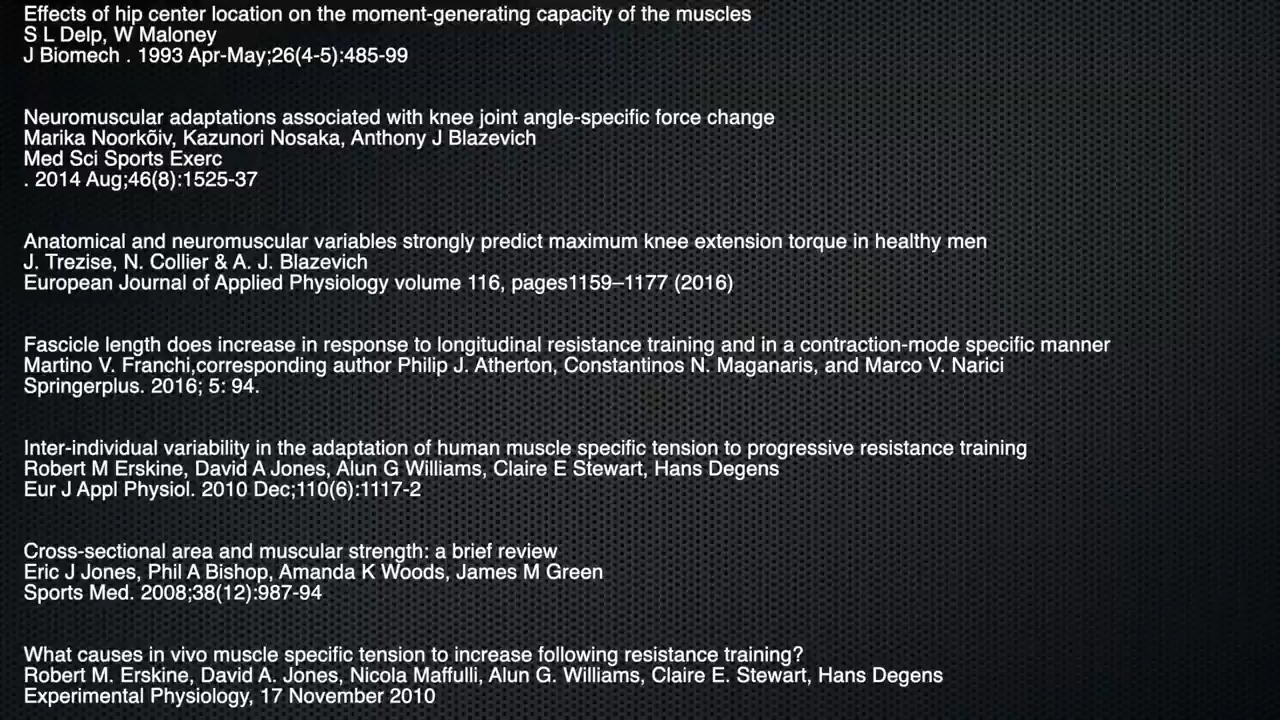 Effects of hip center location on the moment-generating capacity of the muscles
S L Delp, W Maloney
J Biomech . 1993 Apr-May;26(4-5):485-99
Neuromuscular adaptations associated with knee joint angle-specific force change
Marika Noorkõiv, Kazunori Nosaka, Anthony J Blazevich
Med Sci Sports Exerc
. 2014 Aug;46(8):1525-37
Anatomical and neuromuscular variables strongly predict maximum knee extension torque in healthy men
J. Trezise, N. Collier & A. J. Blazevich
European Journal of Applied Physiology volume 116, pages1159–1177 (2016)
Fascicle length does increase in response to longitudinal resistance training and in a contraction-mode specific manner
Martino V. Franchi,corresponding author Philip J. Atherton, Constantinos N. Maganaris, and Marco V. Narici
Springerplus. 2016; 5: 94.
Inter-individual variability in the adaptation of human muscle specific tension to progressive resistance training
Robert M Erskine, David A Jones, Alun G Williams, Claire E Stewart, Hans Degens
Eur J Appl Physiol. 2010 Dec;110(6):1117-2
Cross-sectional area and muscular strength: a brief review
Eric J Jones, Phil A Bishop, Amanda K Woods, James M Green
Sports Med. 2008;38(12):987-94
What causes in vivo muscle specific tension to increase following resistance training?
Robert M. Erskine, David A. Jones, Nicola Maffulli, Alun G. Williams, Claire E. Stewart, Hans Degens
Experimental Physiology, 17 November 2010